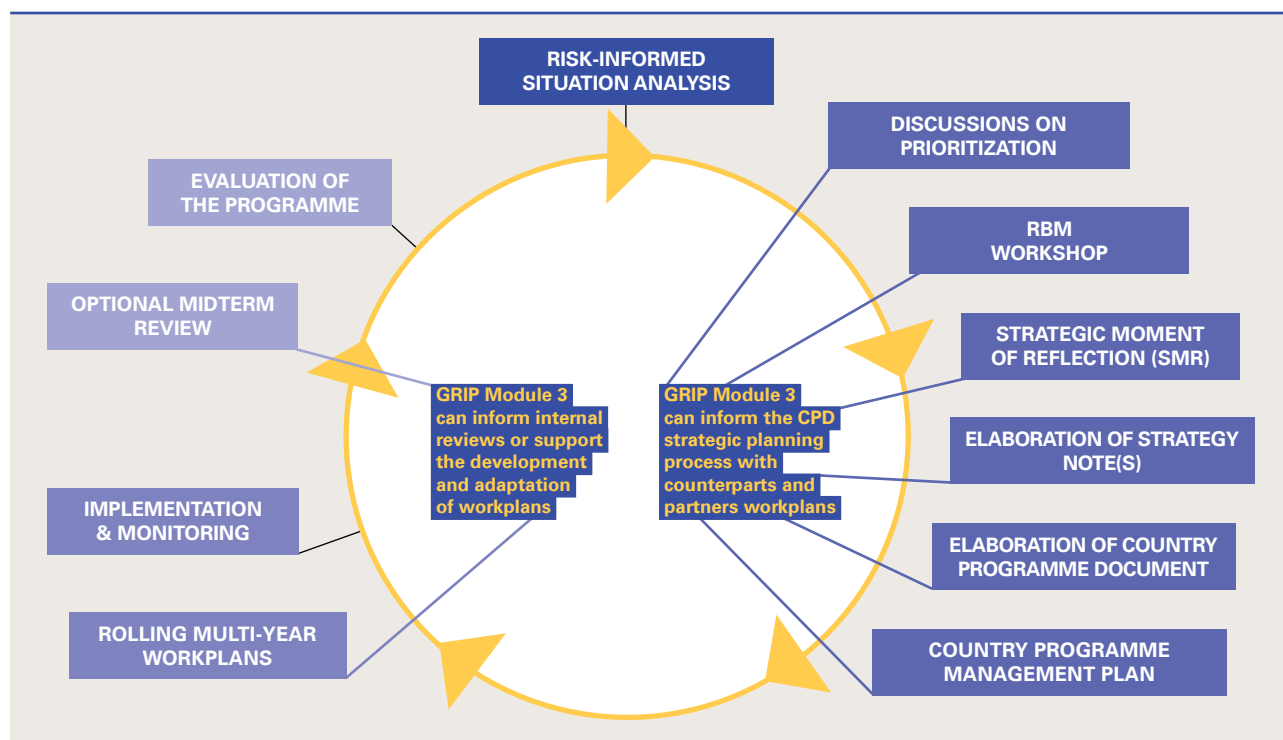 RISK-INFORMED
SITUATION ANALYSIS
DISCUSSIONS ON
PRIORITIZATION
RBM
WORKSHOP
STRATEGIC MOMENT
OF REFLECTION (SMR)
ELABORATION OF STRATEGY
NOTE(S)
ELABORATION OF COUNTRY
PROGRAMME DOCUMENT
COUNTRY PROGRAMME
MANAGEMENT PLAN
ROLLING MULTI-YEAR
WORKPLANS
IMPLEMENTATION
& MONITORING
OPTIONAL MIDTERM
REVIEW
EVALUATION OF
THE PROGRAMME
GRIP Module 3
can inform internal
reviews or support
the development
and adaptation
of workplans
GRIP Module 3
can inform the CPD
strategic planning
process with
counterparts and
partners workplans